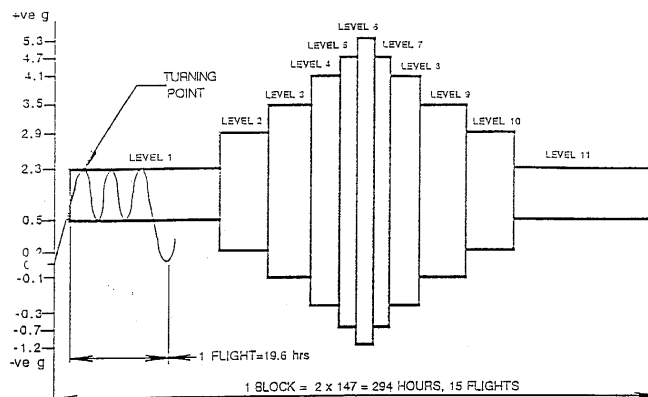 +ve g
5.3
4.7
4.1
3.5
2.9
2.3
0.5
0.2
0
-0.1
-0.3
-0.7
-1.2
-ve g
TURNING
POINT
LEVEL 1
LEVEL 2
LEVEL 3
LEVEL 4
LEVEL 5
LEVEL 6
LEVEL 7
LEVEL 8
LEVEL 9
LEVEL 10
LEVEL 11
1 FLIGHT=19.6 hrs
1 BLOCK = 2 x 147 = 294 HOURS, 15 FLIGHTS